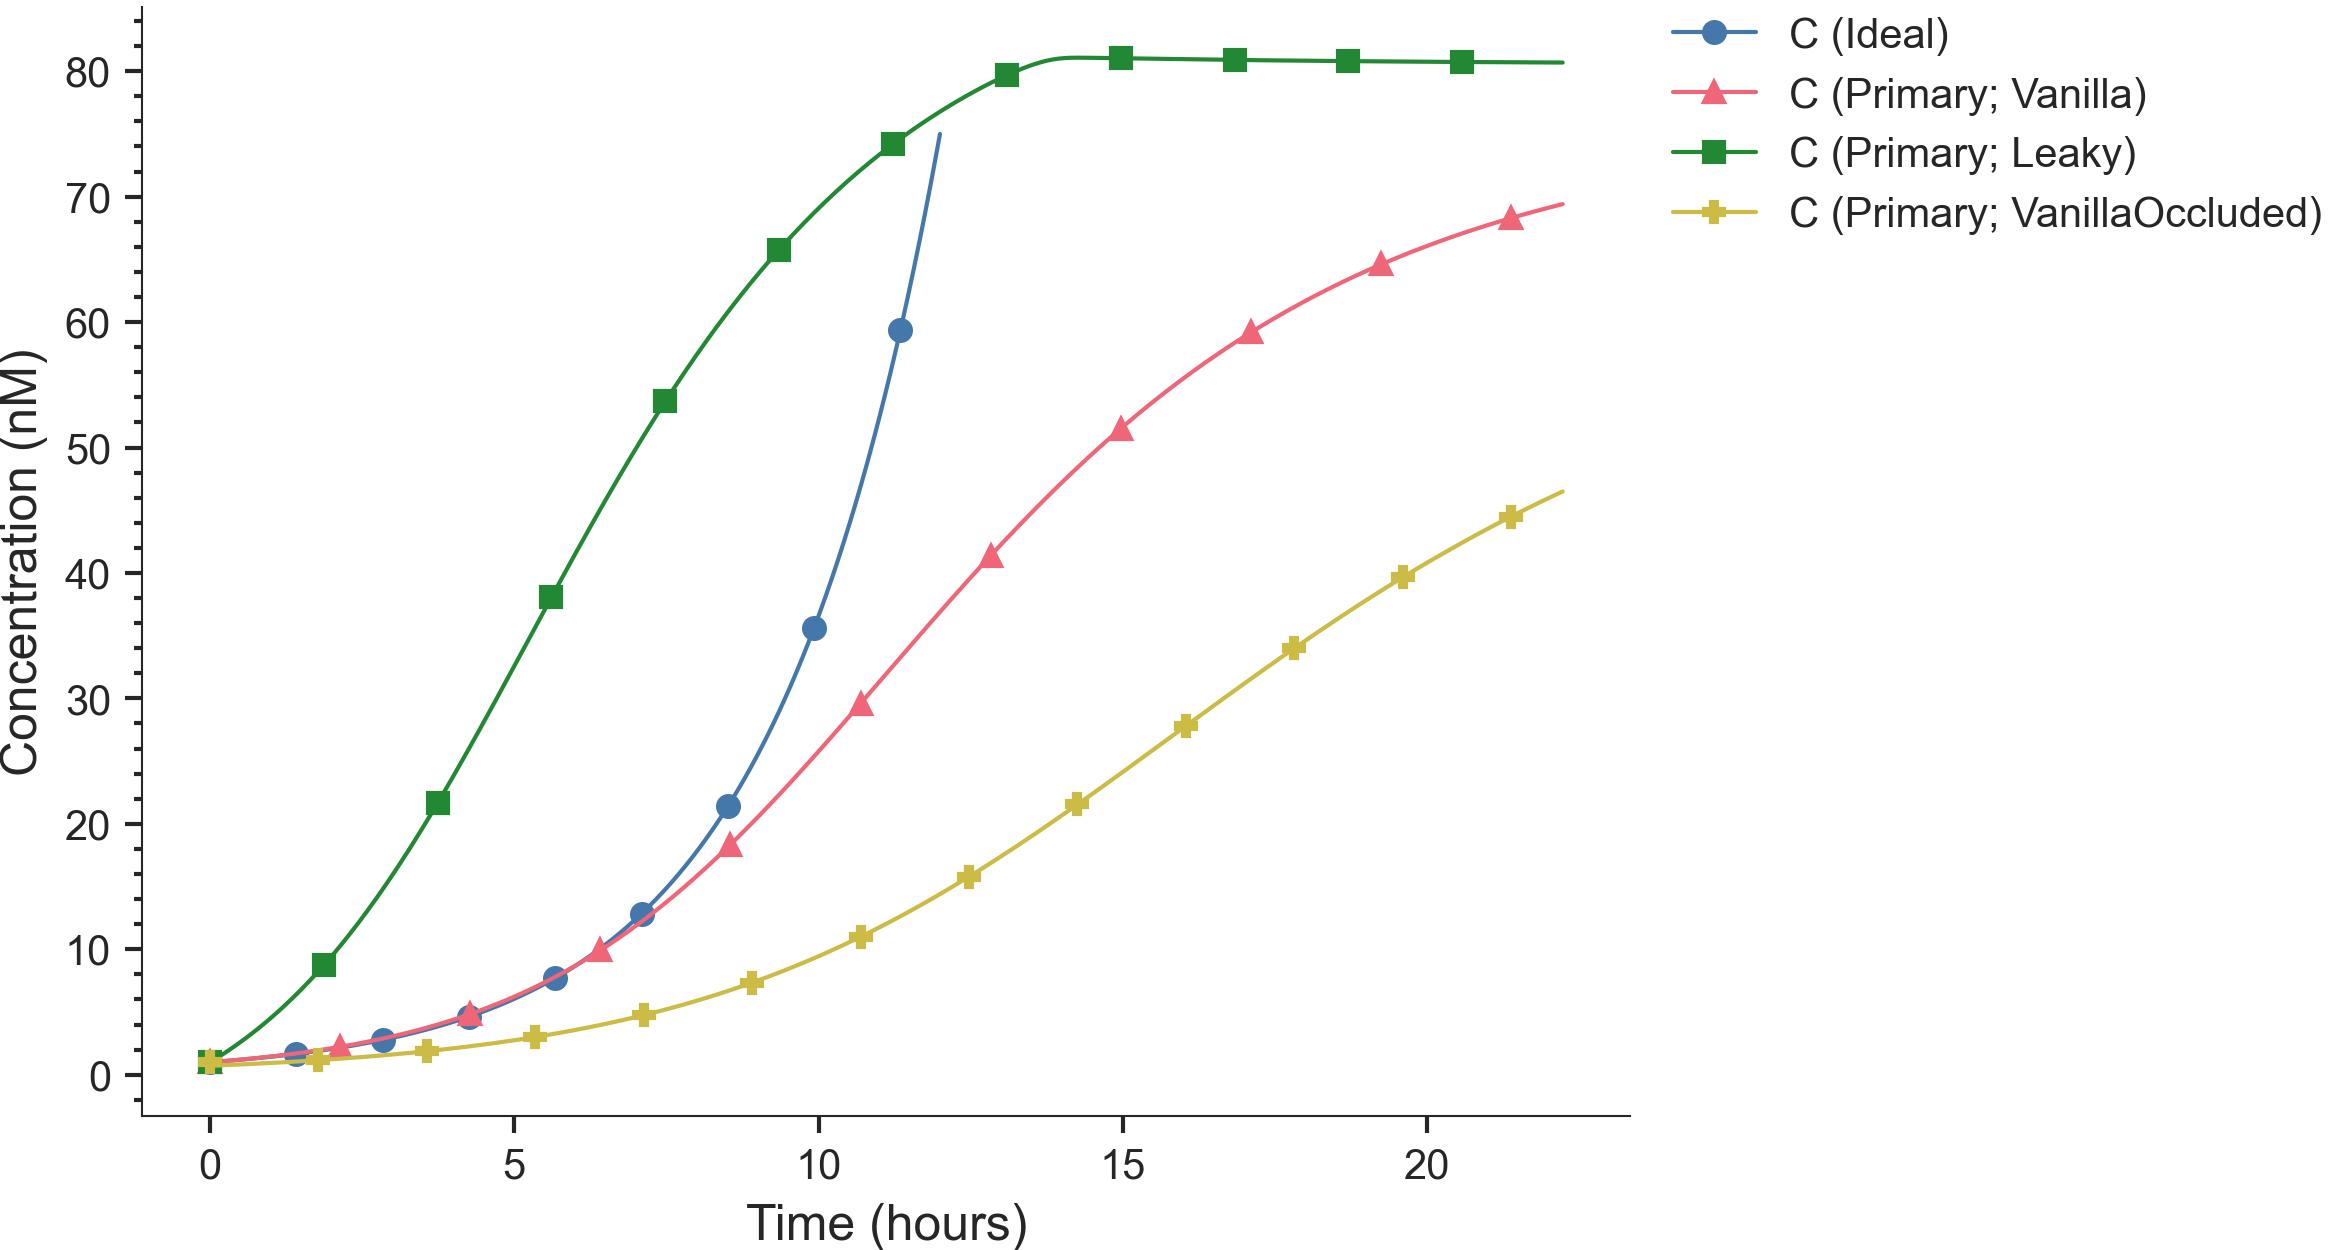 C (Ideal)
C (Primary; Vanilla)
C (Primary; Leaky)
C (Primary; VanillaOccluded)
Concentration (nM)
80
70
60
50
40
30
20
10
0
0 5 10 15 20
Time (hours)